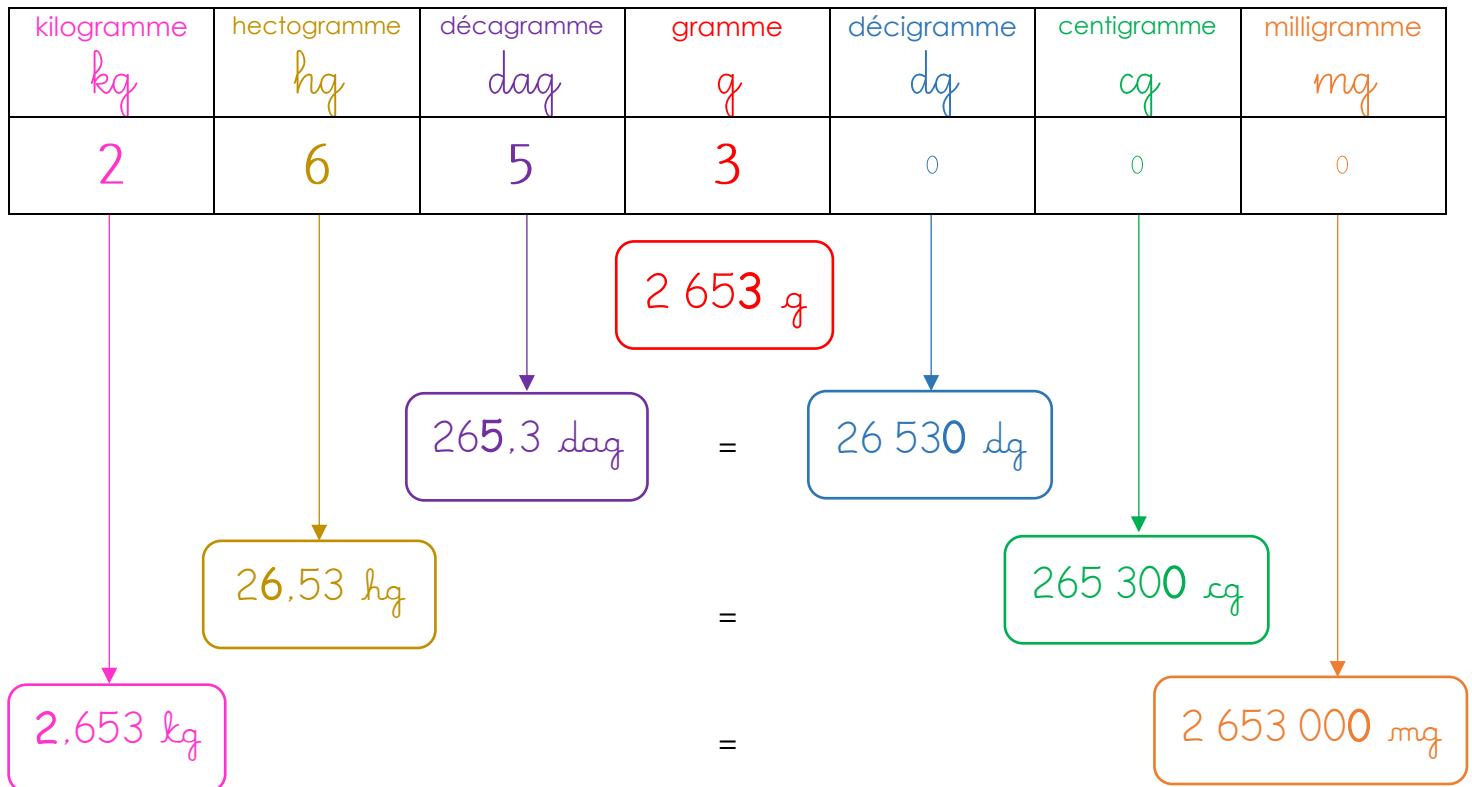 kilogramme hectogramme décagramme gramme décigramme centigramme milligramme
kg hg dag g dg cg mg
2 6 5 3 0 0 0
2 653 g
265,3 dag = 26 530 dg
26,53 hg = 265 300 cg
2,653 kg = 2 653 000 mg